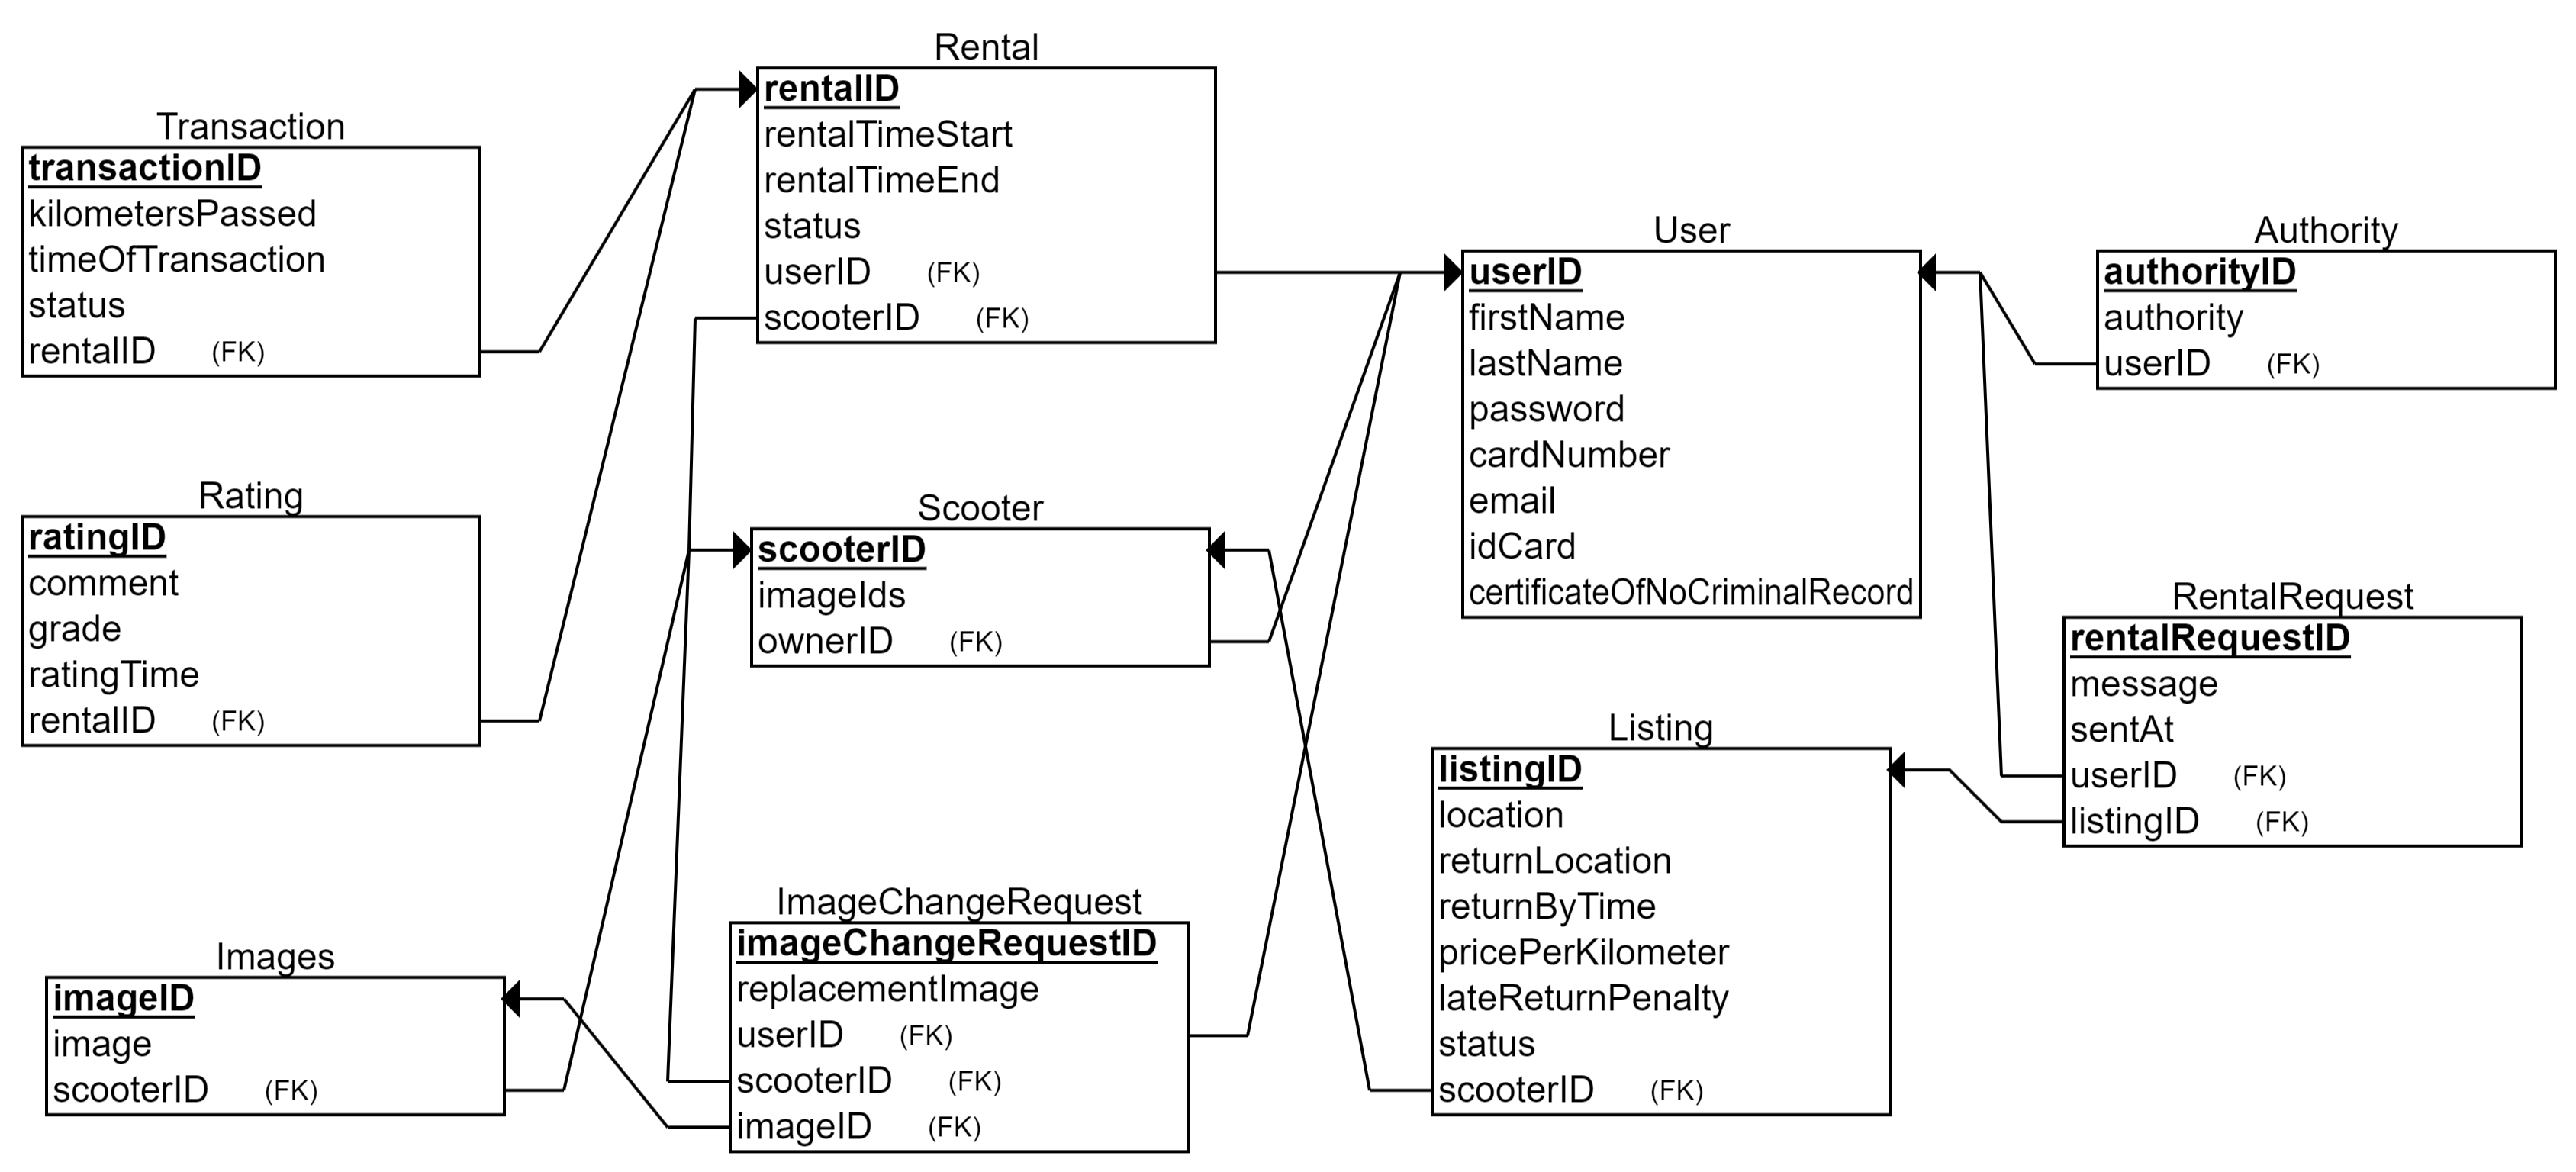 Transaction
transactionID
kilometersPassed
timeOfTransaction
status
rentalID (FK)
Rating
ratingID
comment
grade
ratingTime
rentalID (FK)
Images
imageID
image
scooterID (FK)
Rental
rentalID
rentalTimeStart
rentalTimeEnd
status
userID (FK)
scooterID (FK)
Scooter
scooterID
imageIds
ownerID (FK)
ImageChangeRequest
imageChangeRequestID
replacementImage
userID (FK)
scooterID (FK)
imageID (FK)
User
userID
firstName
lastName
password
cardNumber
email
idCard
certificateOfNoCriminalRecord
Listing
listingID
location
returnLocation
returnByTime
pricePerKilometer
lateReturnPenalty
status
scooterID (FK)
Authority
authorityID
authority
userID (FK)
RentalRequest
rentalRequestID
message
sentAt
userID (FK)
listingID (FK)